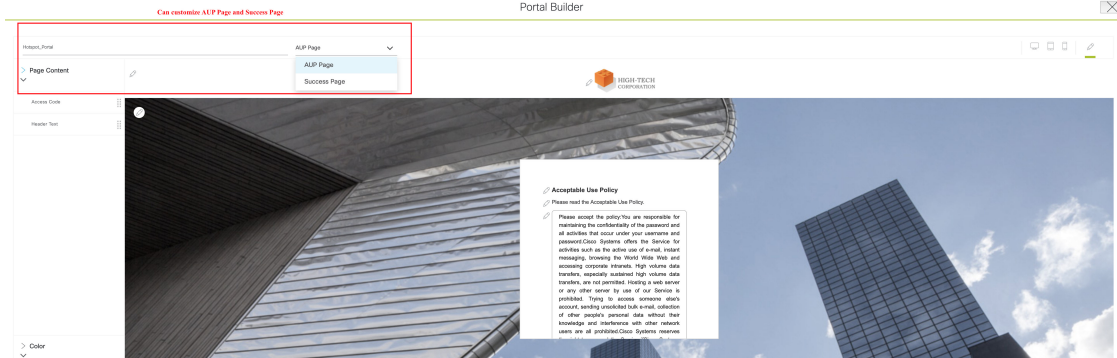 Can customize AUP Page and Success Page
Portal Builder
Hotspot_Portal
AUP Page
AUP Page
Success Page
Page Content
Access Code
Header Text
Color
HIGH-TECH
CORPORATION
Acceptable Use Policy
Please read the Acceptable Use Policy.
Please accept the policy:You are responsible for
maintaining the confidentiality of the password and
all activities that occur under your username and
password.Cisco Systems offers the Service for
activities such as the active use of e-mail, instant
messaging, browsing the World Wide Web and
accessing corporate intranets. High volume data
transfers, especially sustained high volume data
transfers, are not permitted. Hosting a web server
or any other server by use of our Service is
prohibited. Trying to access someone else's
account, sending unsolicited bulk e-mail, collection
of other people's personal data without their
knowledge and interference with other network
users are all prohibited.Cisco Systems reserves